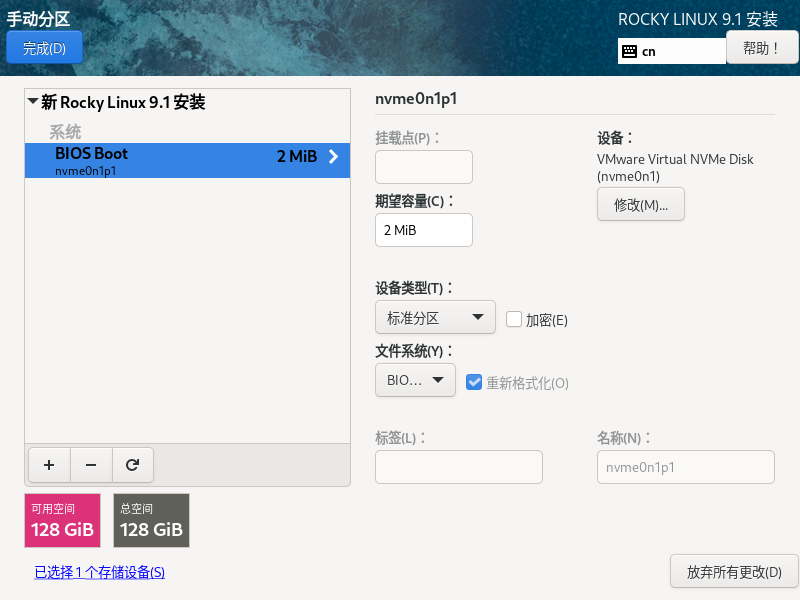 手动分区
完成(D)
ROCKY LINUX 9.1 安装
cn
帮助！
新 Rocky Linux 9.1 安装
系统
BIOS Boot
2 MiB
nvme0n1p1
nvme0n1p1
挂载点(P)：
设备：
VMware Virtual NVMe Disk
(nvme0n1)
修改(M)...
期望容量(C)：
2 MiB
设备类型(T)：
标准分区
加密(E)
文件系统(Y)：
BIO…
重新格式化(O)
标签(L)：
名称(N)：
nvme0n1p1
可用空间
128 GiB
总空间
128 GiB
已选择 1 个存储设备(S)
放弃所有更改(D)